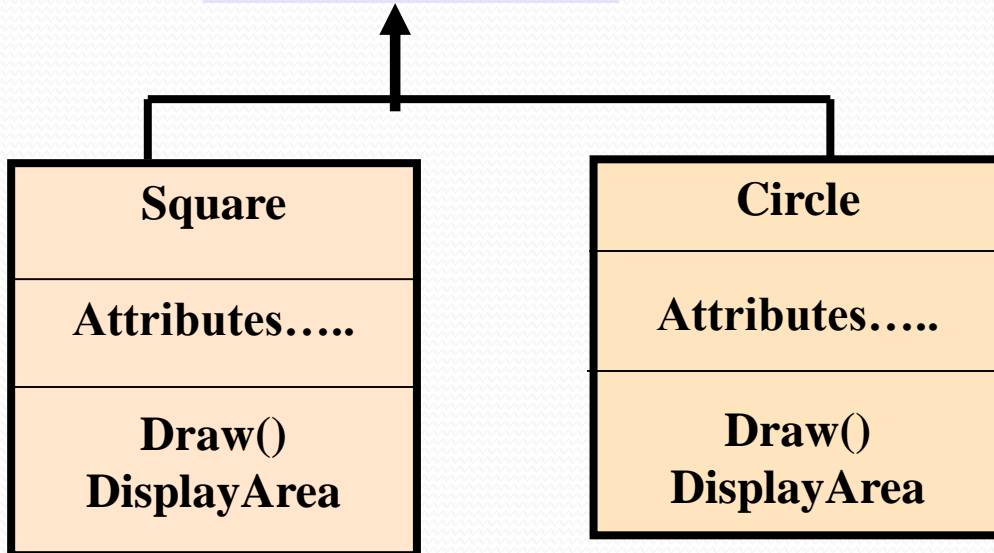 Square
Attributes…..
Draw()
DisplayArea
Circle
Attributes…..
Draw()
DisplayArea